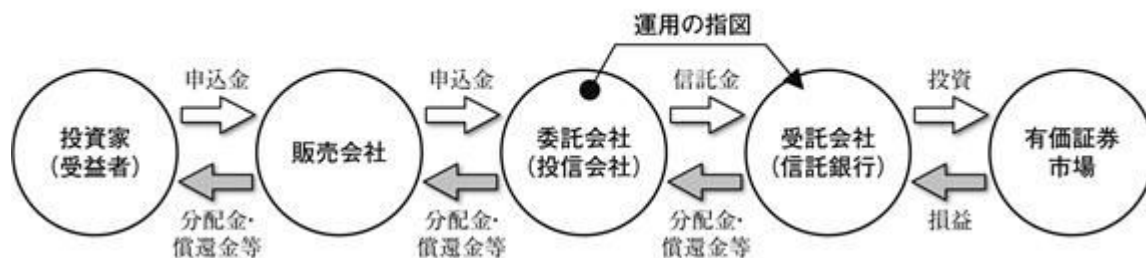 運用の指図
申込金
申込金
信託金
投資
投資家
(受益者)
販売会社
委託会社
(投信会社)
受託会社
(信託銀行)
有価証券
市場
分配金・
償還金等
分配金・
償還金等
分配金・
償還金等
損益